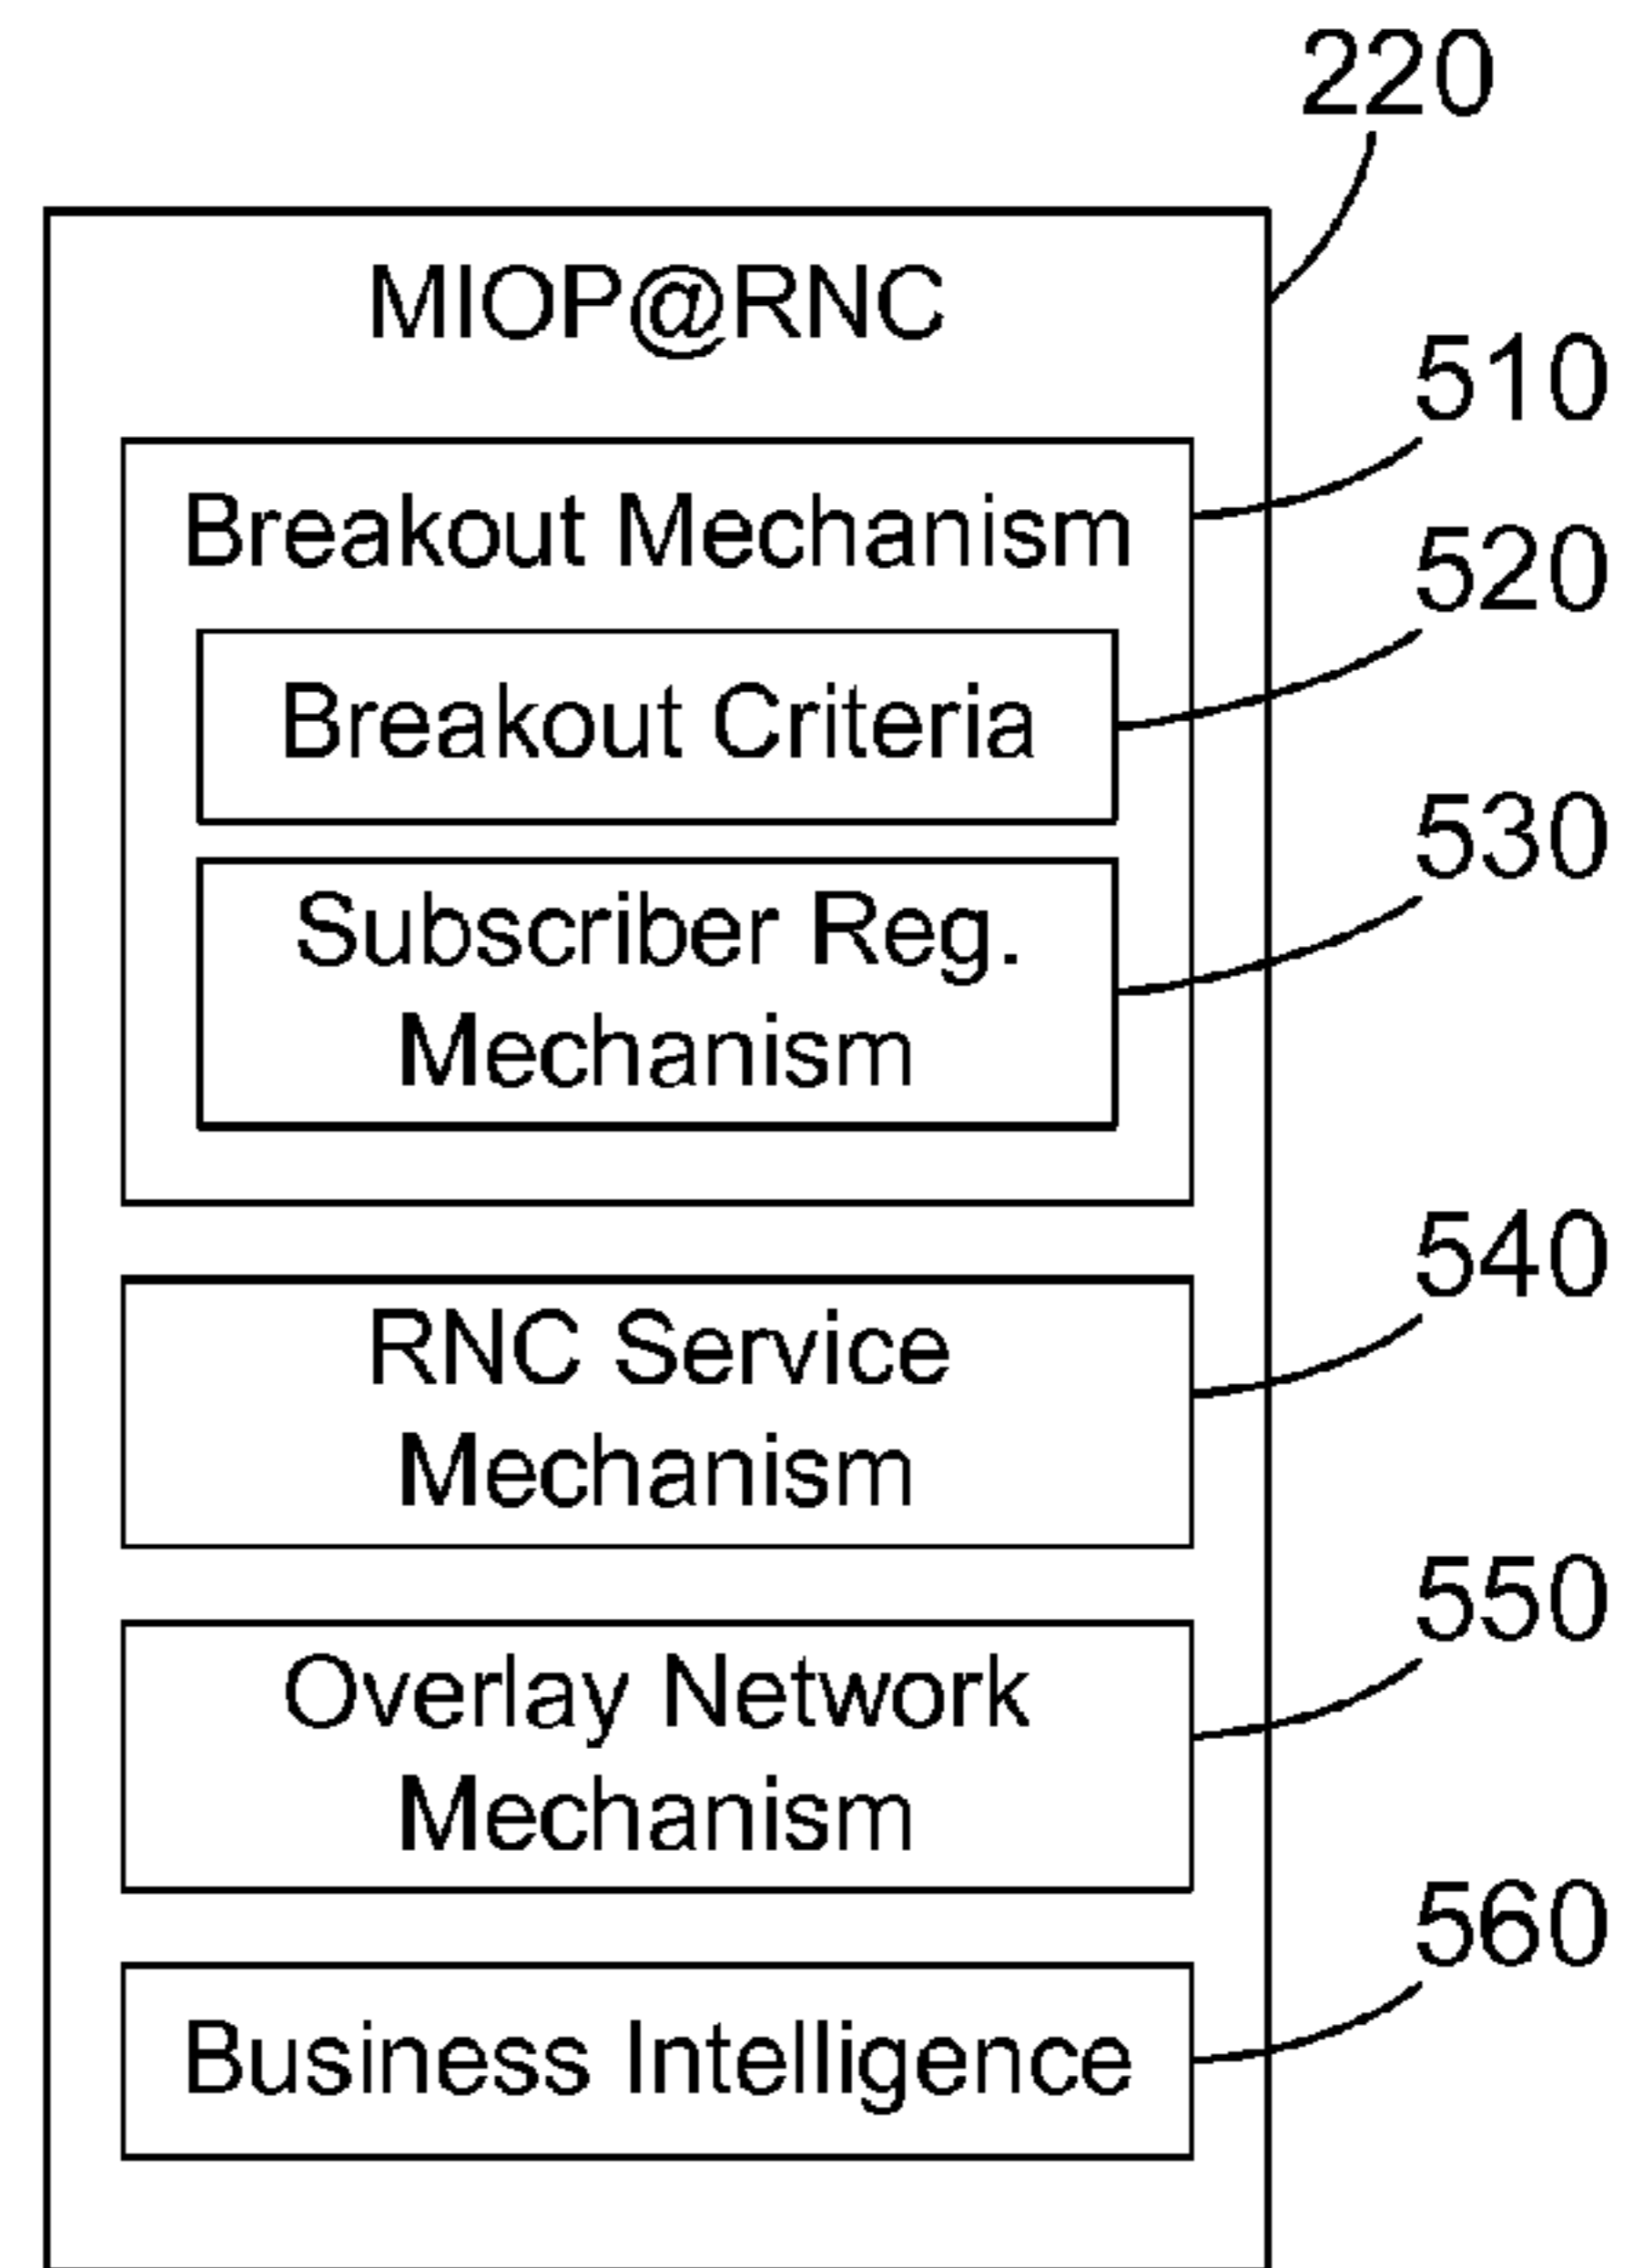 220
MIOP@RNC
510
Breakout Mechanism
520
Breakout Criteria
530
Subscriber Reg.
Mechanism
540
RNC Service
Mechanism
550
Overlay Network
Mechanism
560
Business Intelligence